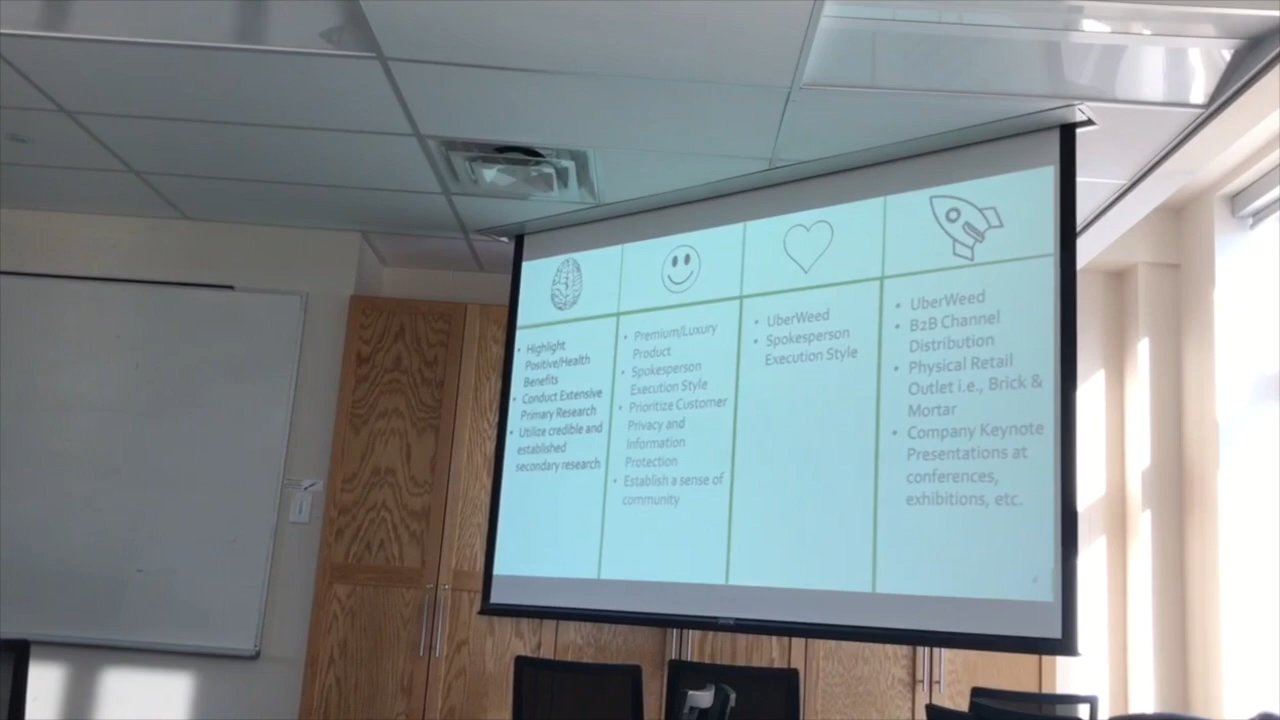 Highlight
Positive/Health
Benefits
Conduct Extensive
Primary Research
Utilize credible and
established
secondary research
Premium/Luxury
Product
Spokesperson
Execution Style
Prioritize Customer
Privacy and
Information
Protection
Establish a sense of
community
UberWeed
Spokesperson
Execution Style
UberWeed
B2B Channel
Distribution
Physical Retail
Outlet i.e., Brick &
Mortar
Company Keynote
Presentations at
conferences,
exhibitions, etc.